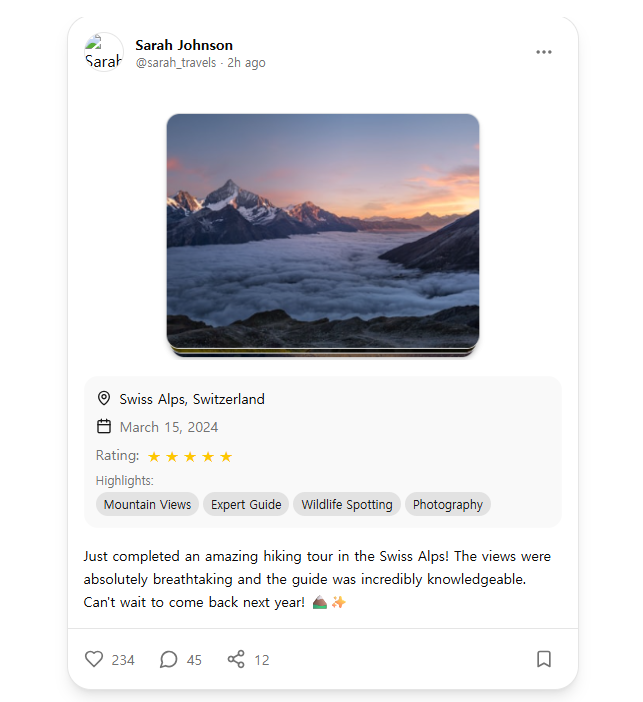 Sarah
Sarah Johnson
@sarah_travels · 2h ago
Swiss Alps, Switzerland
March 15, 2024
Rating: ★ ★ ★ ★ ★
Highlights:
Mountain Views Expert Guide Wildlife Spotting Photography
Just completed an amazing hiking tour in the Swiss Alps! The views were
absolutely breathtaking and the guide was incredibly knowledgeable.
Can't wait to come back next year! ⛰️✨
234 45 12